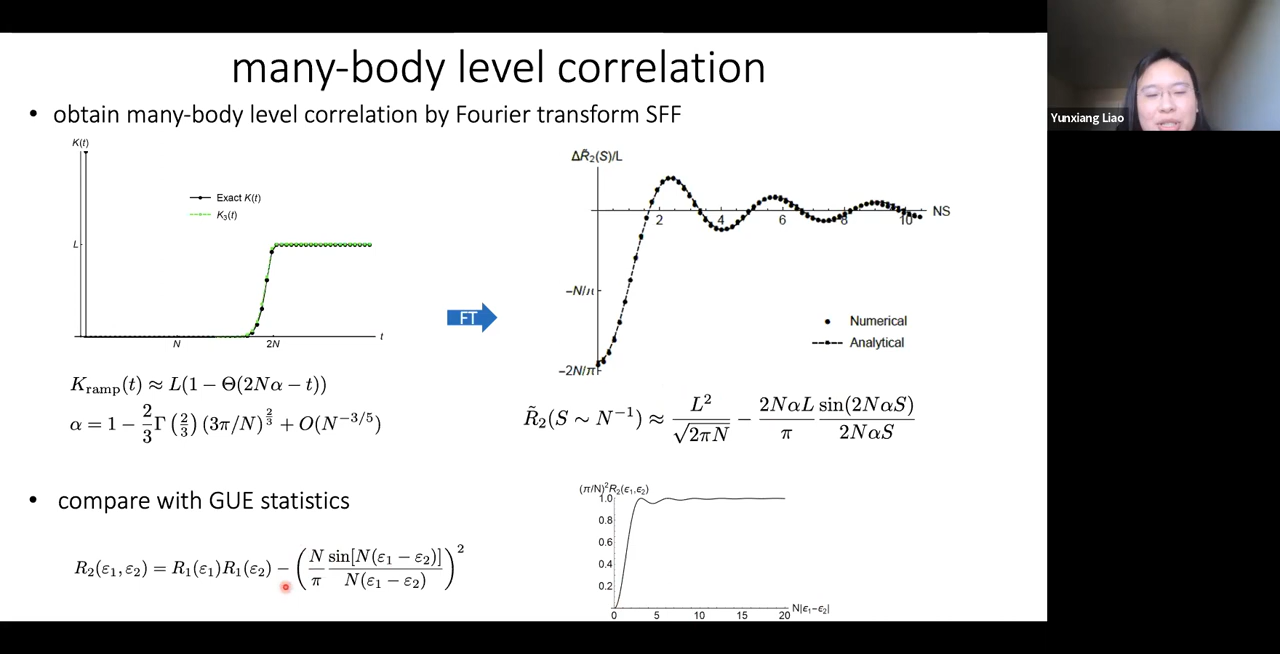 many-body level correlation
• obtain many-body level correlation by Fourier transform SFF
K(t)
Exact K(t)
K₃(t)
L
N
2N
t
FT
ΔR̃₂(S)/L
NS
2
4
6
8
10
−N/π
−2N/π
Numerical
Analytical
K_ramp(t) ≈ L(1 − Θ(2Nα − t))
α = 1 − 2/3 Γ(2/3) (3π/N)^{2/3} + O(N^{−3/5})
R̃₂(S ∼ N^{−1}) ≈ L²/√(2πN) − 2NαL/π sin(2NαS)/2NαS
• compare with GUE statistics
R₂(ε₁, ε₂) = R₁(ε₁)R₁(ε₂) − (N/π sin[N(ε₁ − ε₂)]/N(ε₁ − ε₂))²
(π/N)²R₂(ε₁,ε₂)
1.0
0.8
0.6
0.4
0.2
0
5
10
15
20
N|ε₁−ε₂|
Yunxiang Liao